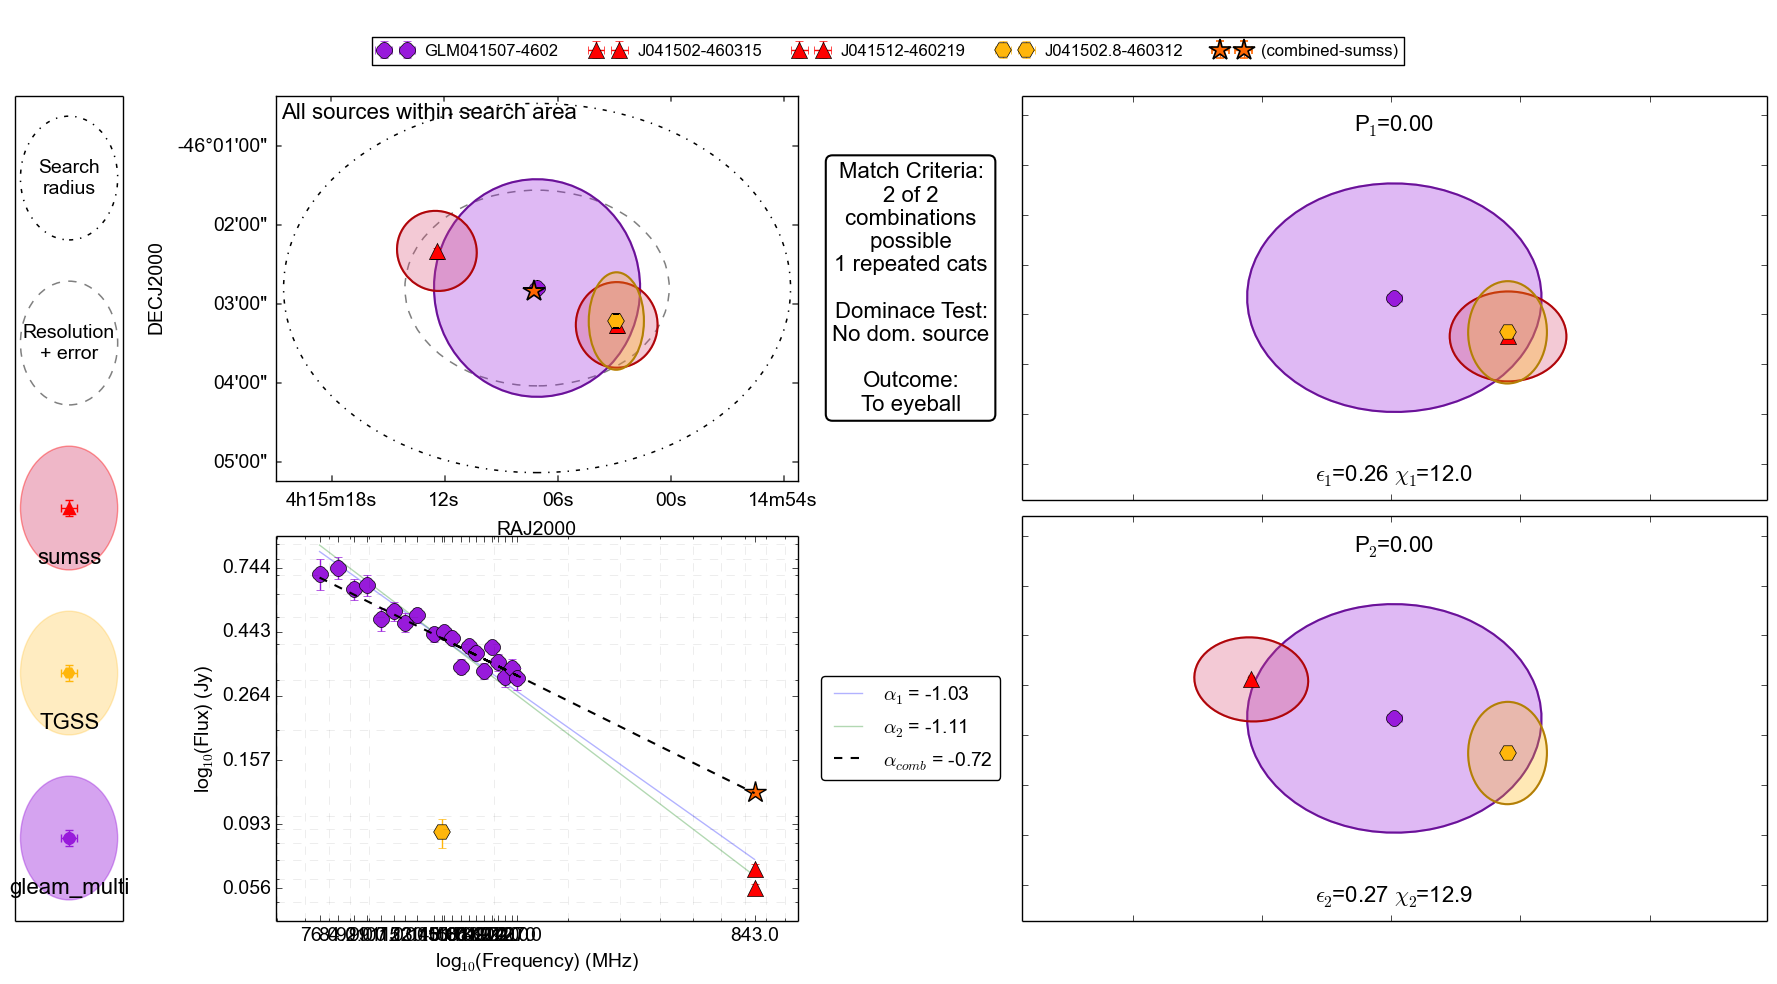 GLM041507-4602 J041502-460315 J041512-460219 J041502.8-460312 (combined-sumss)
Search
radius
Resolution
+ error
sumss
TGSS
gleam_multi
All sources within search area
DECJ2000
-46°01'00"
02'00"
03'00"
04'00"
05'00"
4h15m18s 12s 06s 00s 14m54s
RAJ2000
Match Criteria:
2 of 2
combinations
possible
1 repeated cats
Dominace Test:
No dom. source
Outcome:
To eyeball
P1=0.00
ϵ1=0.26 χ1=12.0
log10(Flux) (Jy)
0.744
0.443
0.264
0.157
0.093
0.056
843.0
log10(Frequency) (MHz)
α1 = -1.03
α2 = -1.11
αcomb = -0.72
P2=0.00
ϵ2=0.27 χ2=12.9